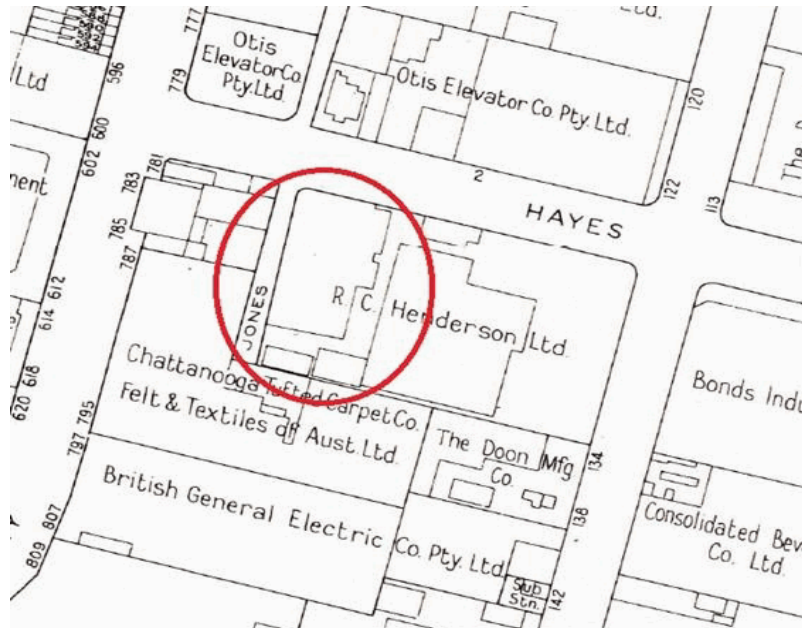 777
Otis
Elevator Co.
Pty. Ltd.
779
Ltd.
Otis Elevator Co Pty. Ltd.
120
122
The
113
Ltd
596
600
602
2
HAYES
783
781
785
787
612
614
618
620
JONES
R. C. Henderson Ltd.
Chattanooga Tufted Carpet Co.
Felt & Textiles of Aust. Ltd.
795
797
British General Electric Co. Pty. Ltd.
807
809
The Doon Mfg
Co.
134
138
Sub
Stn.
142
Bonds Indu
Consolidated Bev
Co. Ltd.